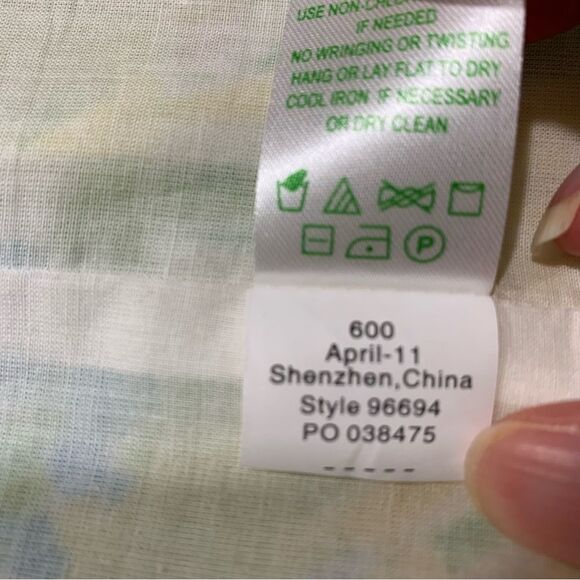 USE NON-CHLO
IF NEEDED
NO WRINGING OR TWISTING
HANG OR LAY FLAT TO DRY
COOL IRON IF NECESSARY
OR DRY CLEAN
P
600
April-11
Shenzhen,China
Style 96694
PO 038475
-----